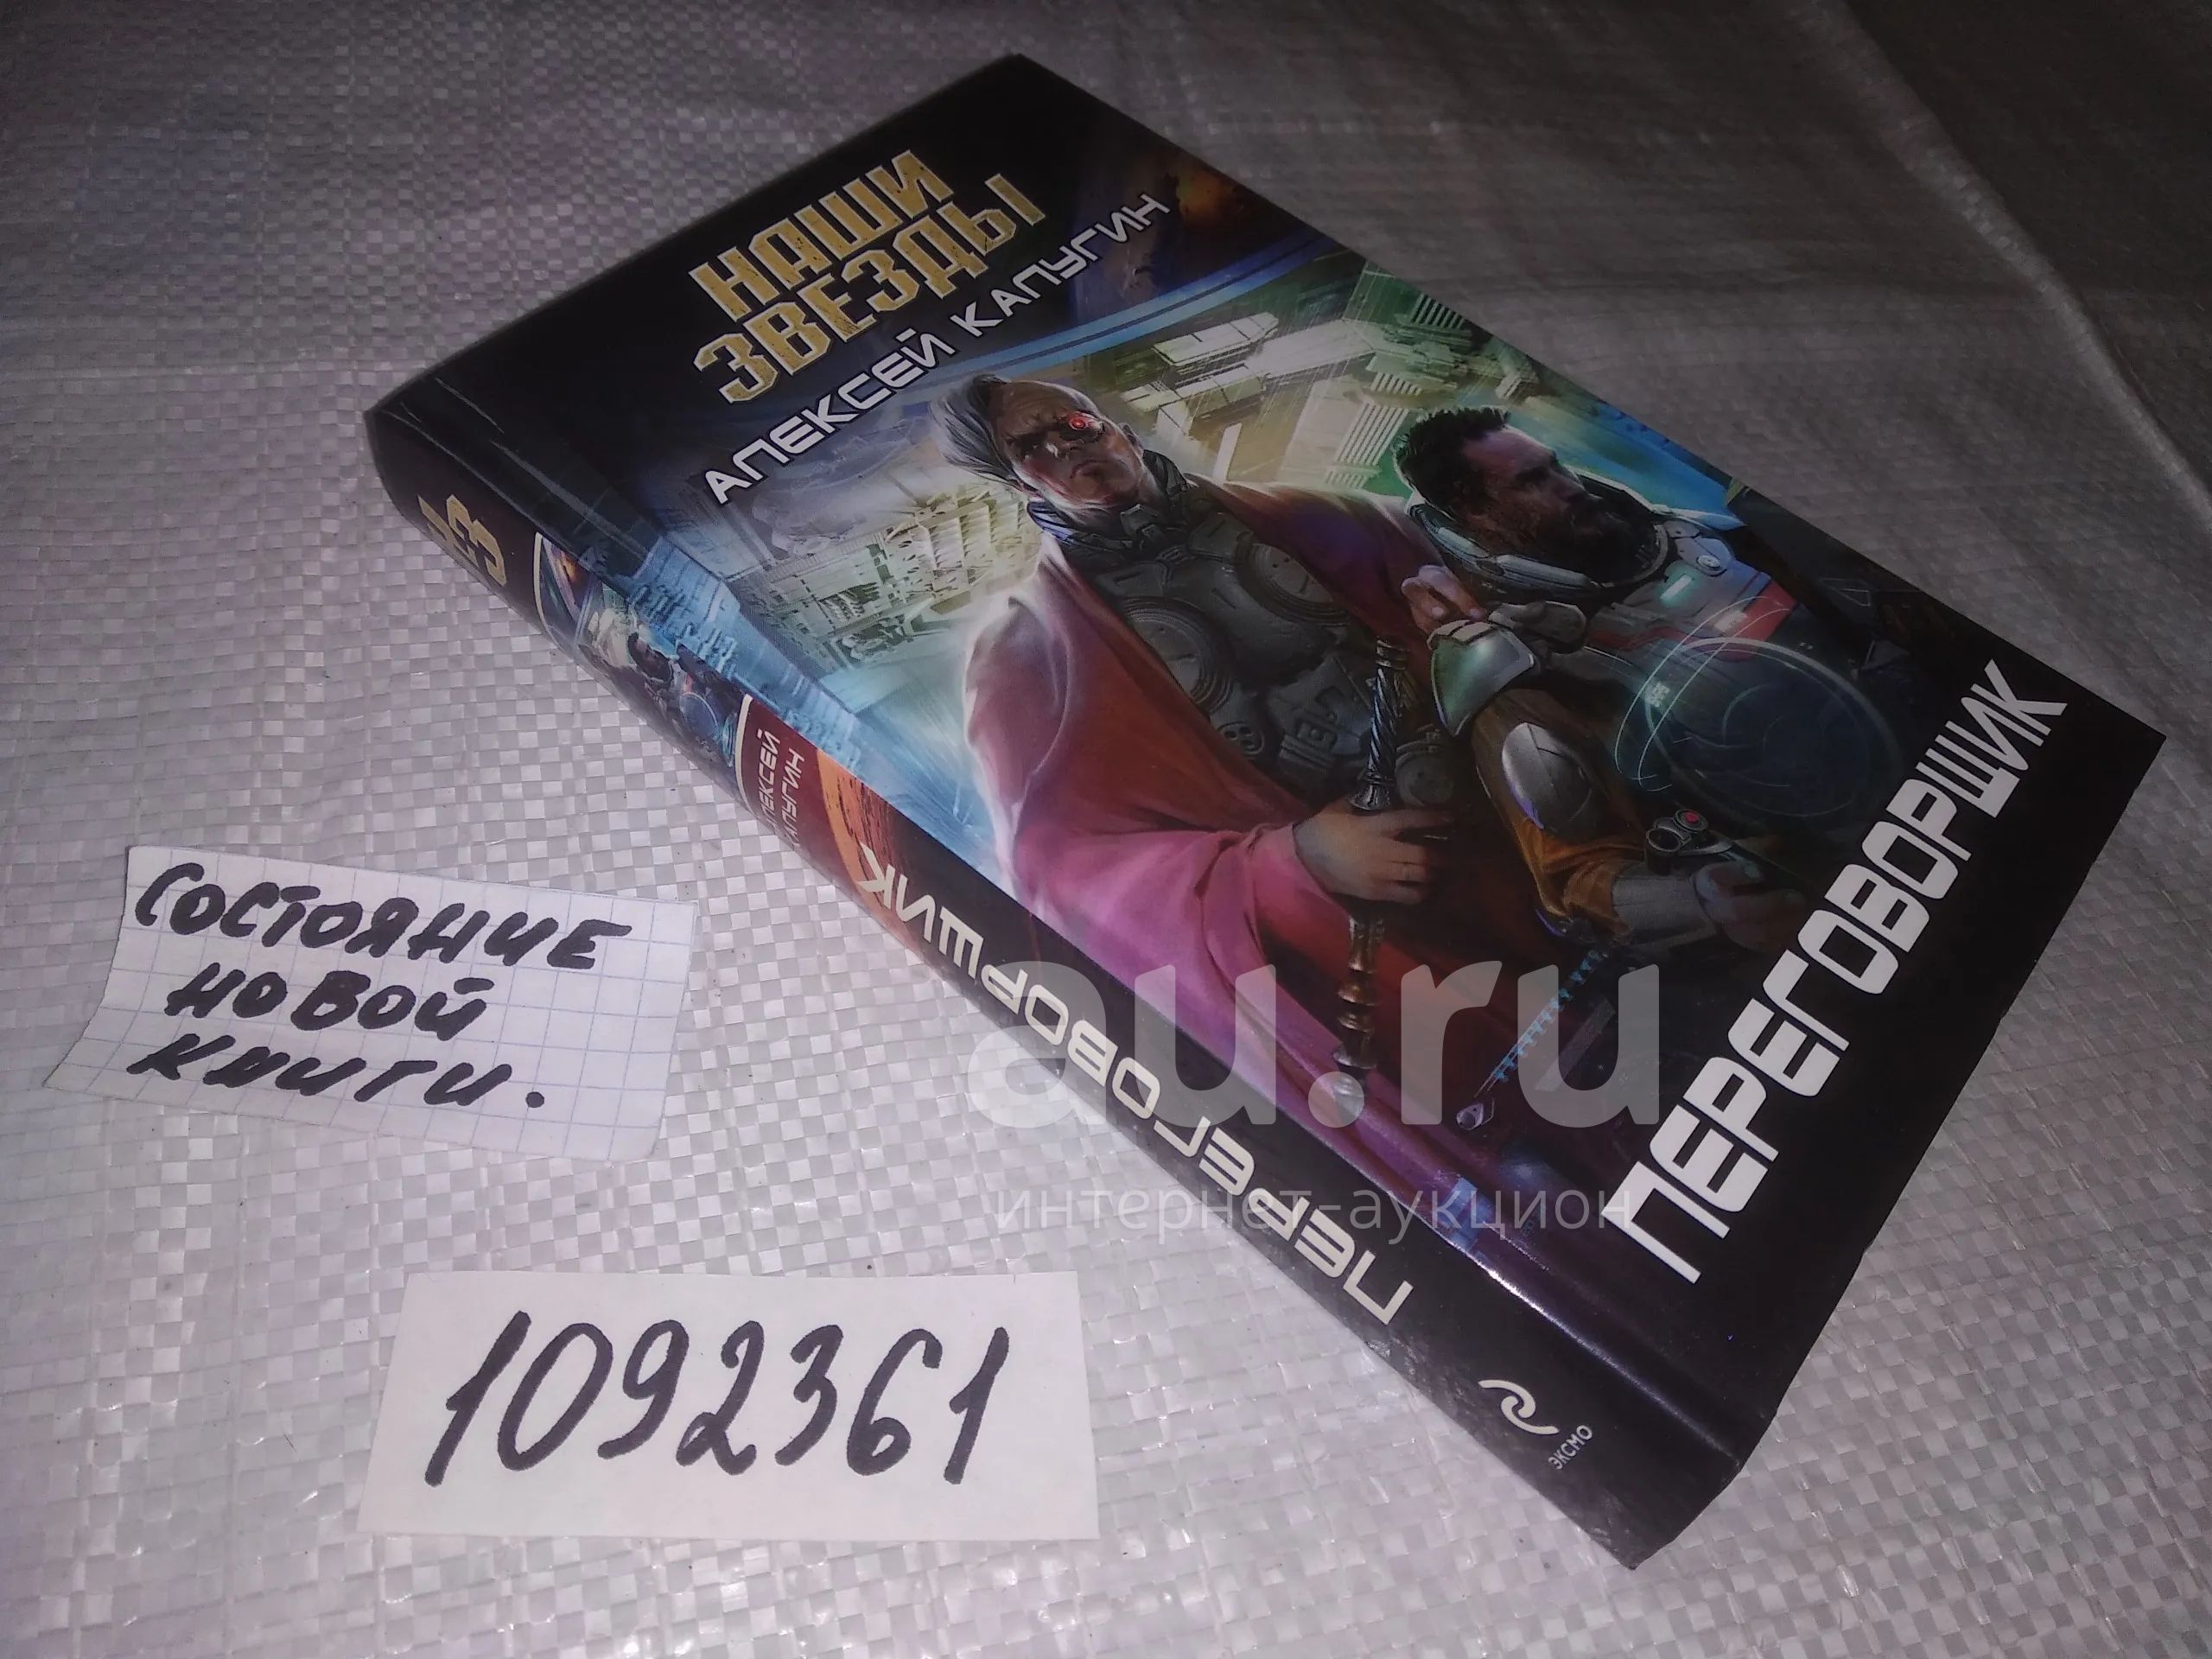 НАШИ
ЗВЕЗДЫ
АЛЕКСЕЙ КАЛУГИН
ПЕРЕГОВОРЩИК
АЛЕКСЕЙ
КАЛУГИН
ПЕРЕГОВОРЩИК
ЭКСМО
СОСТОЯНИЕ
НОВОЙ
КНИГИ.
1092361
au.ru
интернет-аукцион